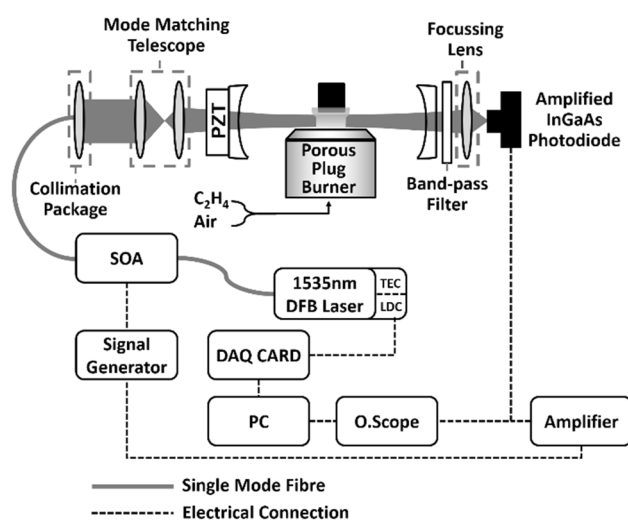 Mode Matching
Telescope
Focussing
Lens
PZT
Amplified
InGaAs
Photodiode
Collimation
Package
Porous
Plug
Burner
Band-pass
Filter
C₂H₄
Air
SOA
1535nm
DFB Laser
TEC
LDC
Signal
Generator
DAQ CARD
PC
O.Scope
Amplifier
Single Mode Fibre
Electrical Connection